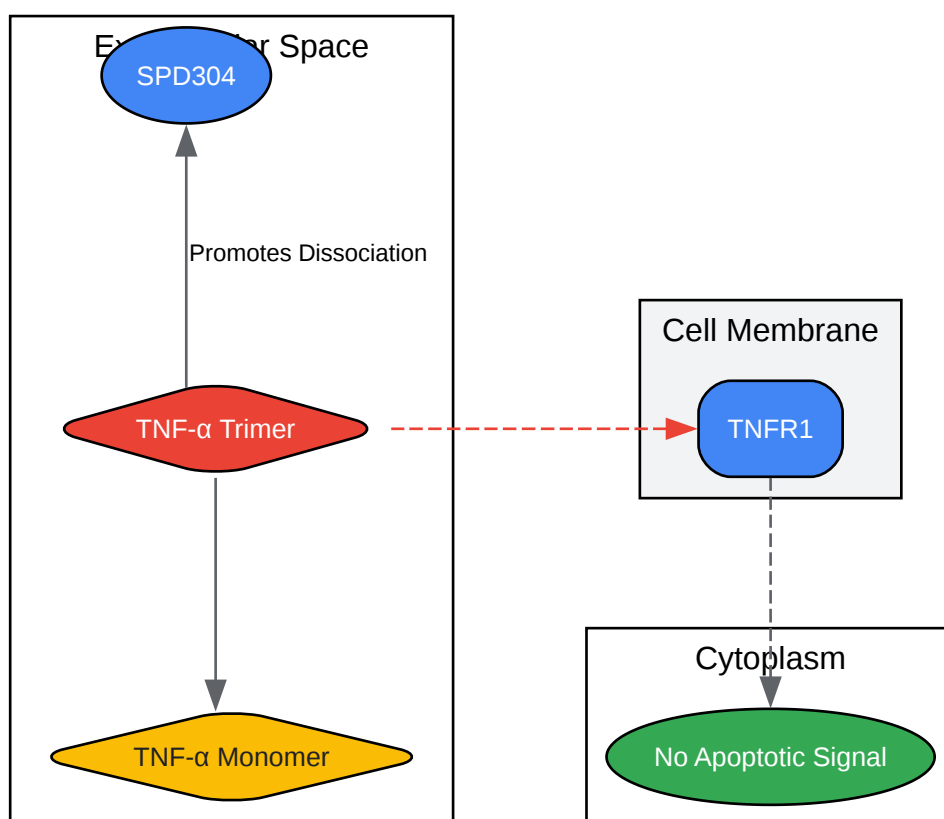 Space
SPD304
Promotes Dissociation
Cell Membrane
TNF-α Trimer
TNFR1
Cytoplasm
TNF-α Monomer
No Apoptotic Signal